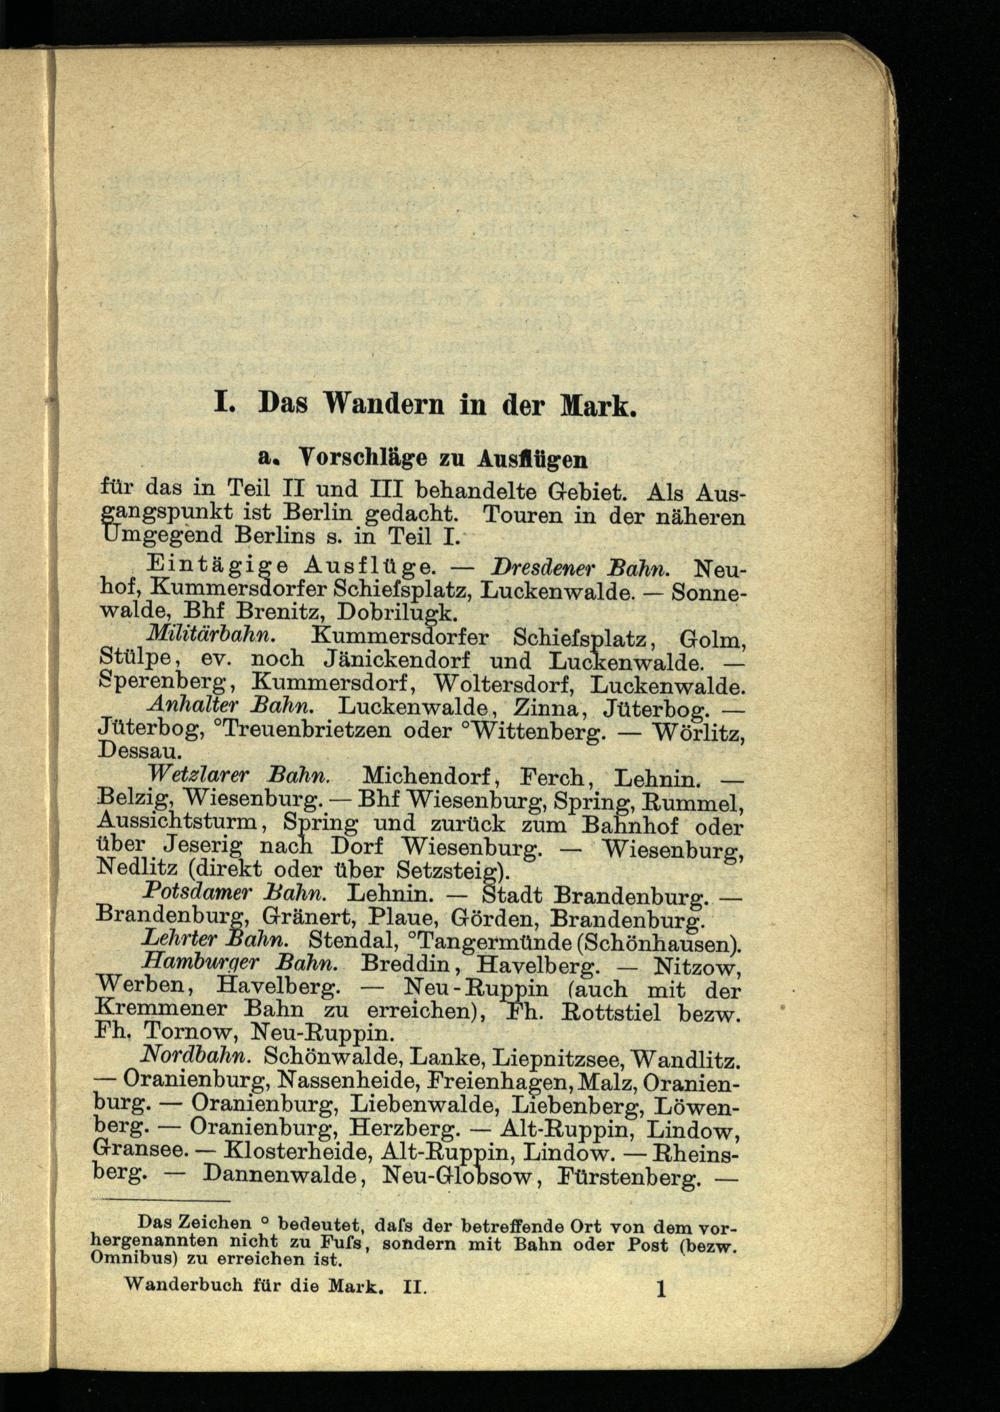 I. Das Wandern in der Mark.
a. Vorschläge zu Ausflügen
für das in Teil II und III behandelte Gebiet. Als Aus-
gangspunkt ist Berlin gedacht. Touren in der näheren
Umgegend Berlins s. in Teil I.
Eintägige Ausflüge. — Dresdener Bahn. Neu-
hof, Kummersdorfer Schieſsplatz, Luckenwalde. — Sonne-
walde, Bhf Brenitz, Dobrilugk.
Militärbahn. Kummersdorfer Schieſsplatz, Golm,
Stülpe, ev. noch Jänickendorf und Luckenwalde. —
Sperenberg, Kummersdorf, Woltersdorf, Luckenwalde.
Anhalter Bahn. Luckenwalde, Zinna, Jüterbog. —
Jüterbog, °Treuenbrietzen oder °Wittenberg. — Wörlitz,
Dessau.
Wetzlarer Bahn. Michendorf, Ferch, Lehnin. —
Belzig, Wiesenburg. — Bhf Wiesenburg, Spring, Rummel,
Aussichtsturm, Spring und zurück zum Bahnhof oder
über Jeserig nach Dorf Wiesenburg. — Wiesenburg,
Nedlitz (direkt oder über Setzsteig).
Potsdamer Bahn. Lehnin. — Stadt Brandenburg. —
Brandenburg, Gränert, Plaue, Görden, Brandenburg.
Lehrter Bahn. Stendal, °Tangermünde (Schönhausen).
Hamburger Bahn. Breddin, Havelberg. — Nitzow,
Werben, Havelberg. — Neu-Ruppin (auch mit der
Kremmener Bahn zu erreichen), Fh. Rottstiel bezw.
Fh. Tornow, Neu-Ruppin.
Nordbahn. Schönwalde, Lanke, Liepnitzsee, Wandlitz.
— Oranienburg, Nassenheide, Freienhagen, Malz, Oranien-
burg. — Oranienburg, Liebenwalde, Liebenberg, Löwen-
berg. — Oranienburg, Herzberg. — Alt-Ruppin, Lindow,
Gransee. — Klosterheide, Alt-Ruppin, Lindow. — Rheins-
berg. — Dannenwalde, Neu-Globsow, Fürstenberg. —
Das Zeichen ° bedeutet, daſs der betreffende Ort von dem vor-
hergenannten nicht zu Fuſs, sondern mit Bahn oder Post (bezw.
Omnibus) zu erreichen ist.
Wanderbuch für die Mark. II. 1